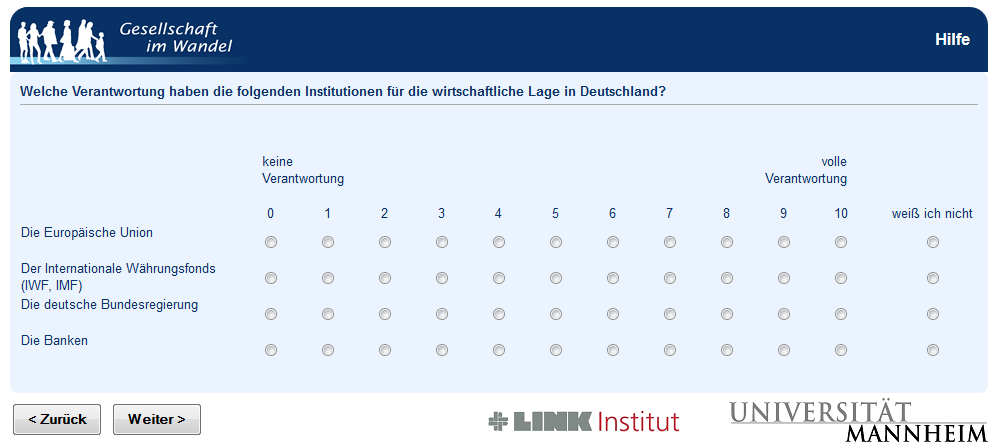 Gesellschaft
im Wandel
Hilfe
Welche Verantwortung haben die folgenden Institutionen für die wirtschaftliche Lage in Deutschland?
keine volle
Verantwortung Verantwortung
0 1 2 3 4 5 6 7 8 9 10 weiß ich nicht
Die Europäische Union
Der Internationale Währungsfonds
(IWF, IMF)
Die deutsche Bundesregierung
Die Banken
< Zurück Weiter >
LINK Institut
UNIVERSITÄT
MANNHEIM